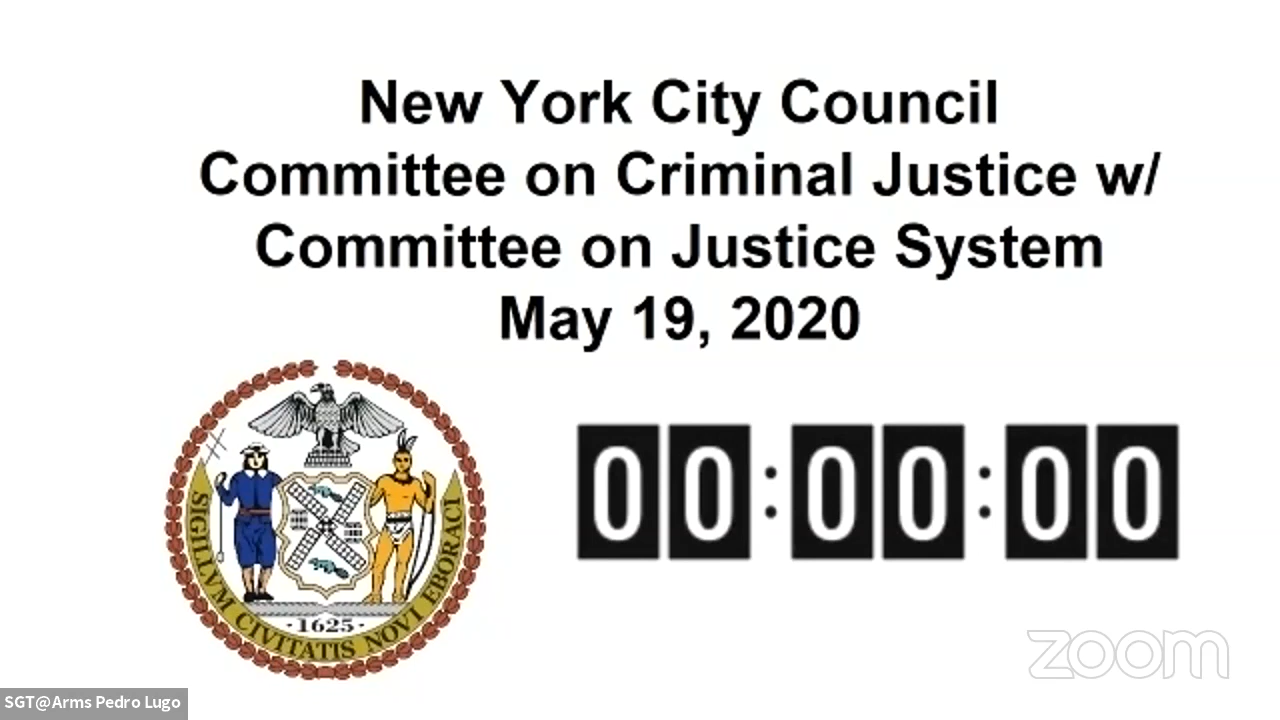 New York City Council
Committee on Criminal Justice w/
Committee on Justice System
May 19, 2020
00:00:00
SIGILLVM CIVITATIS NOVI EBORACI
·1625·
zoom
SGT@Arms Pedro Lugo